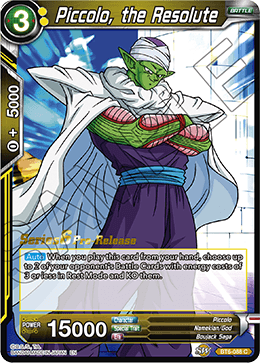 BATTLE
Piccolo, the Resolute
3
0 + 5000
Series 6 Pre-Release
Auto When you play this card from your hand, choose up
to 2 of your opponent's Battle Cards with energy costs of
3 or less in Rest Mode and KO them.
POWER
15000
Character Piccolo
Special Trait Namekian/God
Era Boujack Saga
BT6-088 C